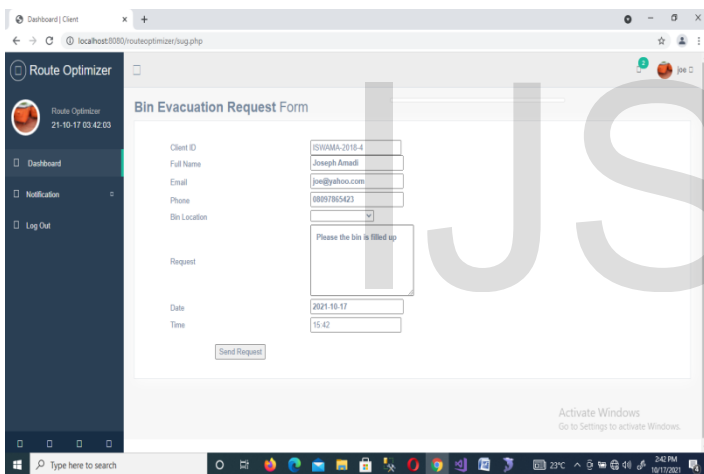 Dashboard | Client
localhost:8080/routeoptimizer/sug.php
Route Optimizer
2
joe
Route Optimizer
21-10-17 03:42:03
Dashboard
Notification
Log Out
Bin Evacuation Request Form
Client ID ISWAMA-2018-4
Full Name Joseph Amadi
Email joe@yahoo.com
Phone 08097865423
Bin Location
Request Please the bin is filled up
Date 2021-10-17
Time 15:42
Send Request
IJS
Activate Windows
Go to Settings to activate Windows.
Type here to search
23°C
2:42 PM
10/17/2021